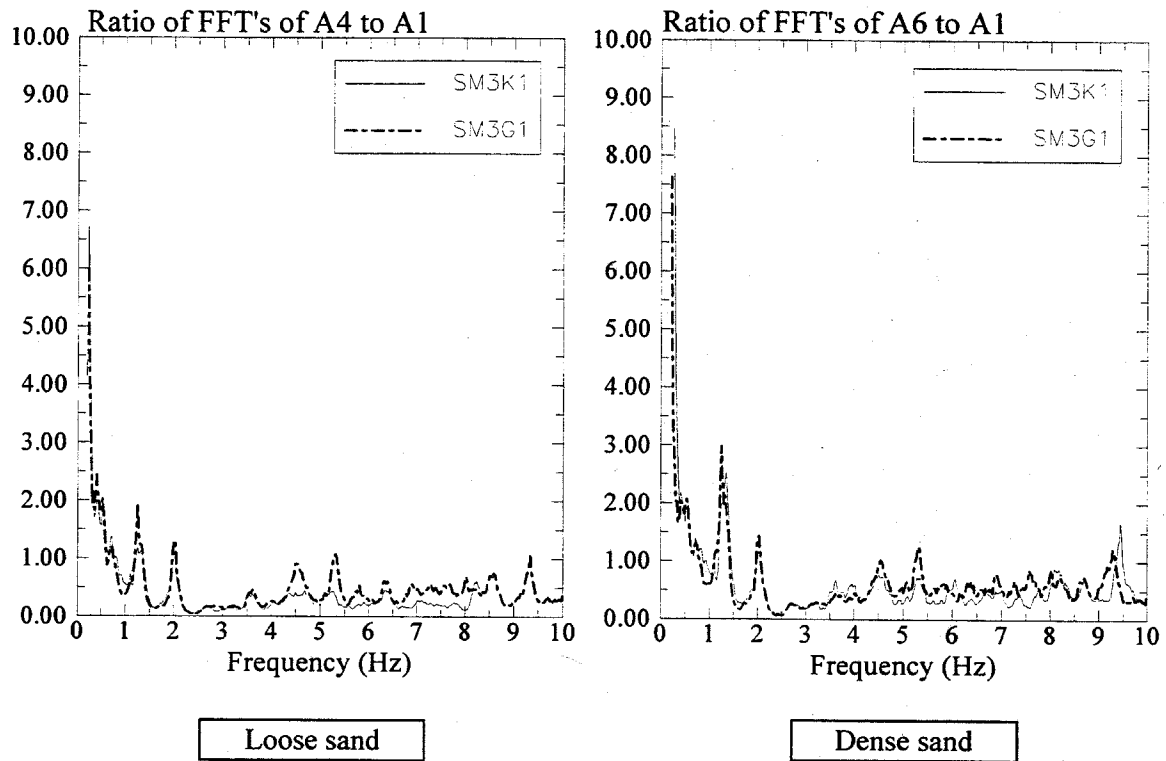 Ratio of FFT's of A4 to A1
10.00
9.00
8.00
7.00
6.00
5.00
4.00
3.00
2.00
1.00
0.00
SM3K1
SM3G1
0 1 2 3 4 5 6 7 8 9 10
Frequency (Hz)
Loose sand
Ratio of FFT's of A6 to A1
10.00
9.00
8.00
7.00
6.00
5.00
4.00
3.00
2.00
1.00
0.00
SM3K1
SM3G1
0 1 2 3 4 5 6 7 8 9 10
Frequency (Hz)
Dense sand